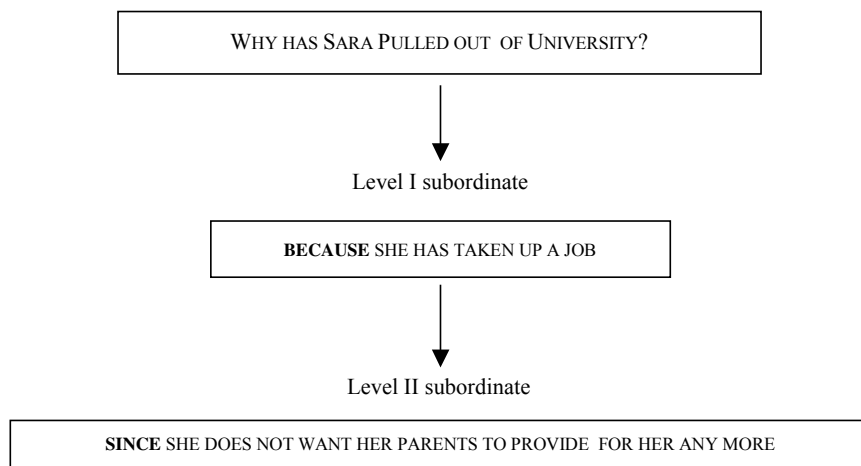 WHY HAS SARA PULLED OUT OF UNIVERSITY?
Level I subordinate
BECAUSE SHE HAS TAKEN UP A JOB
Level II subordinate
SINCE SHE DOES NOT WANT HER PARENTS TO PROVIDE FOR HER ANY MORE